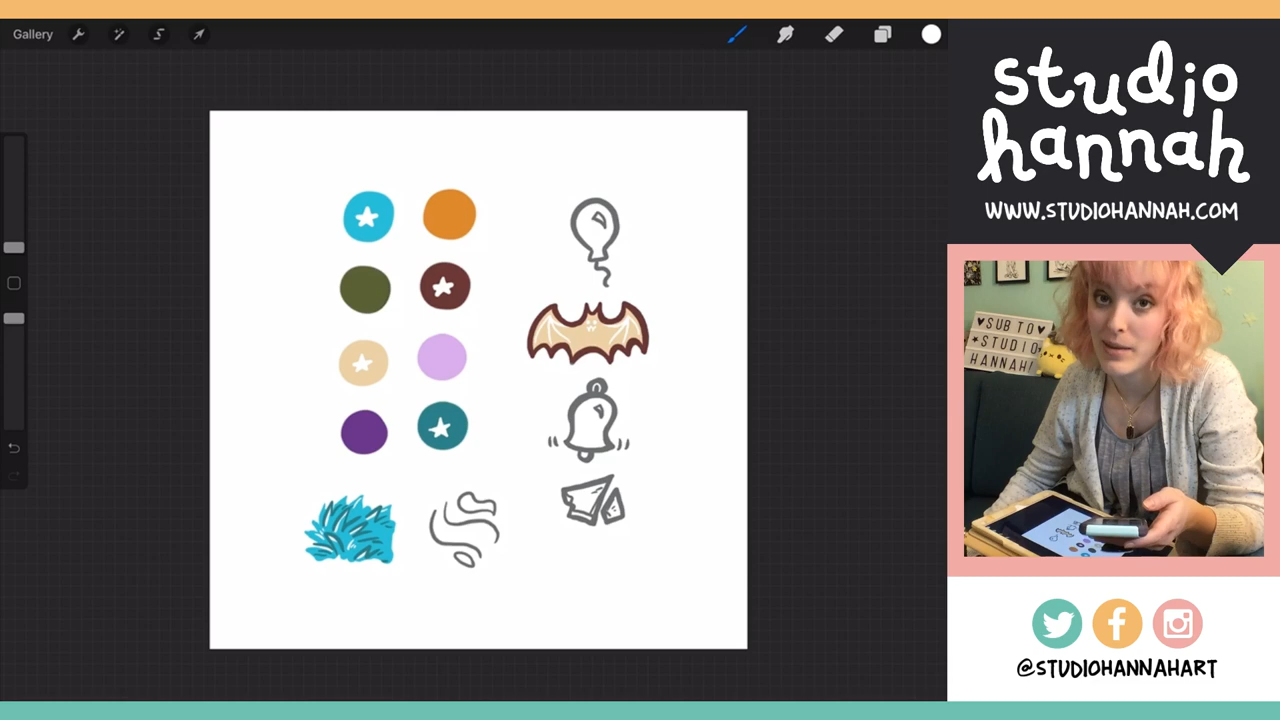 Gallery
studio
hannah
WWW.STUDIOHANNAH.COM
♥SUB TO♥
★STUDIO
HANNAH!
@STUDIOHANNAHART